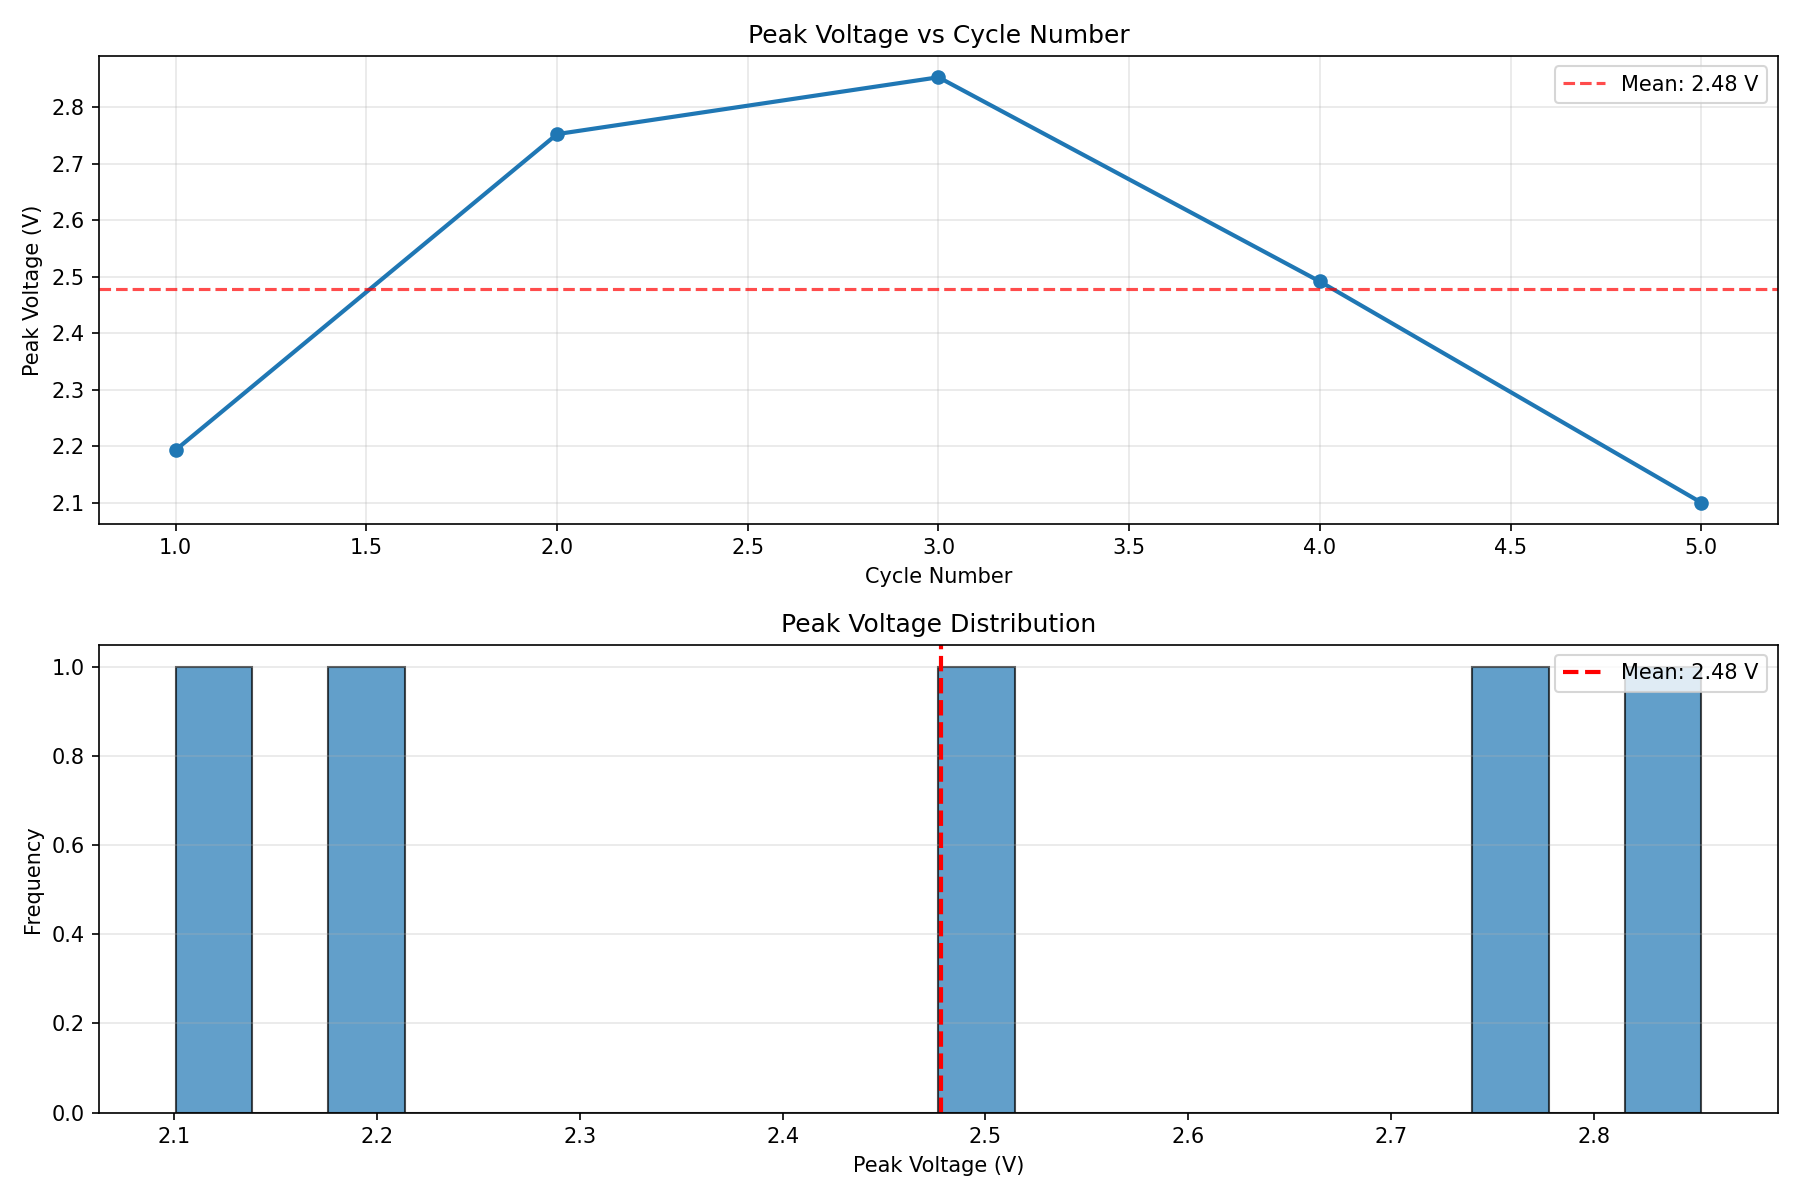 Peak Voltage vs Cycle Number
Mean: 2.48 V
Peak Voltage (V)
2.8
2.7
2.6
2.5
2.4
2.3
2.2
2.1
1.0 1.5 2.0 2.5 3.0 3.5 4.0 4.5 5.0
Cycle Number
Peak Voltage Distribution
Mean: 2.48 V
Frequency
1.0
0.8
0.6
0.4
0.2
0.0
2.1 2.2 2.3 2.4 2.5 2.6 2.7 2.8
Peak Voltage (V)